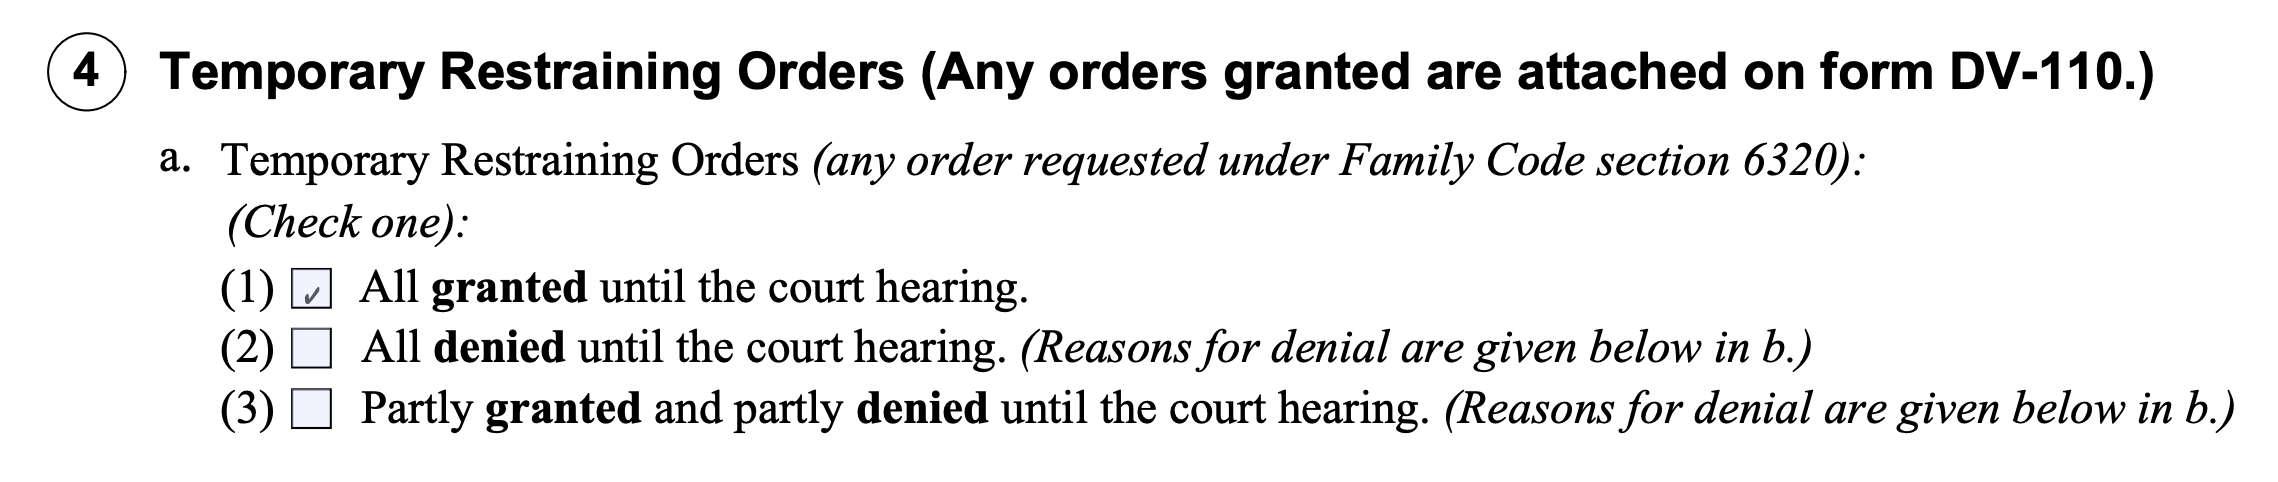 4 Temporary Restraining Orders (Any orders granted are attached on form DV-110.)
a. Temporary Restraining Orders (any order requested under Family Code section 6320):
(Check one):
(1) ✓ All granted until the court hearing.
(2) All denied until the court hearing. (Reasons for denial are given below in b.)
(3) Partly granted and partly denied until the court hearing. (Reasons for denial are given below in b.)